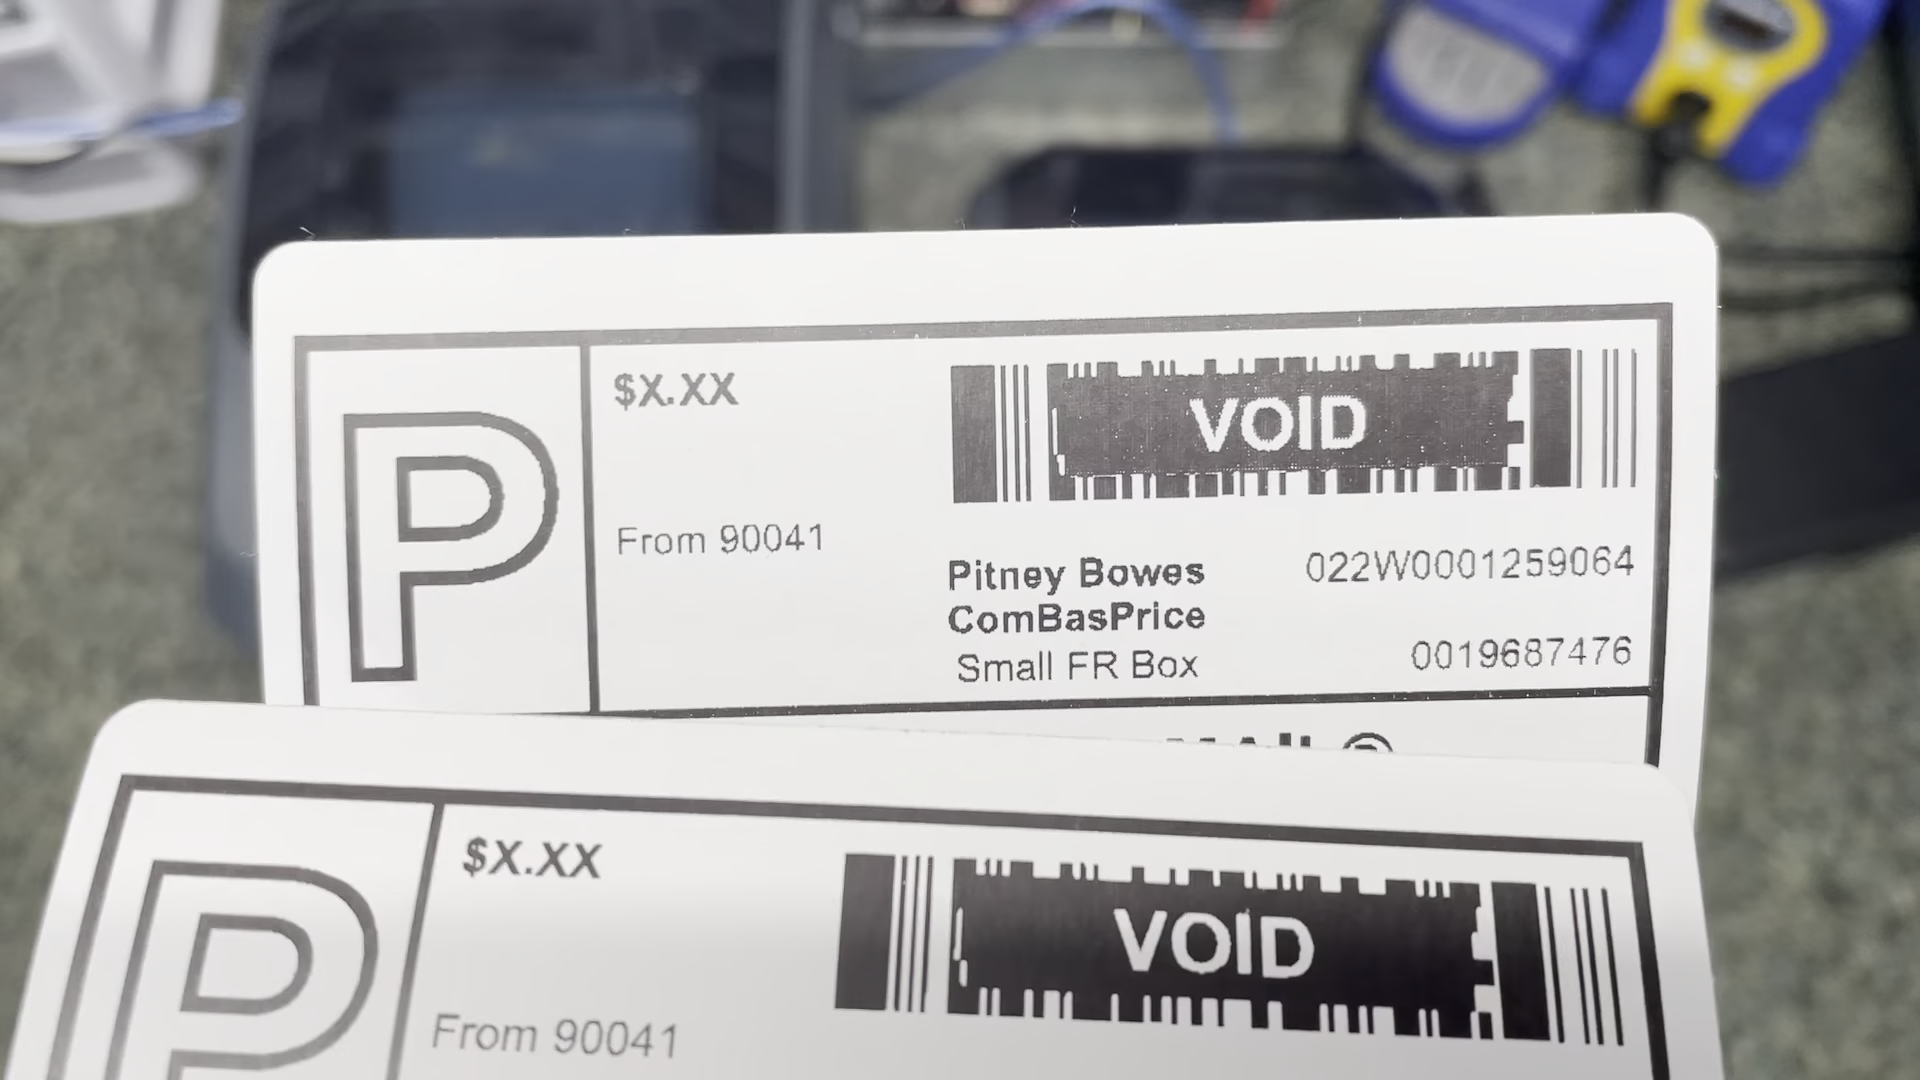 P
$X.XX
VOID
From 90041
Pitney Bowes
022W0001259064
ComBasPrice
Small FR Box
0019687476
P
$X.XX
VOID
From 90041